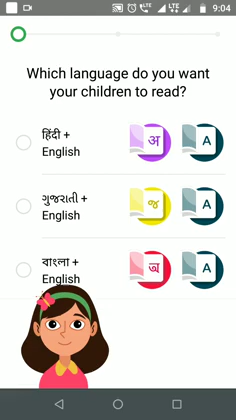 9:04
Which language do you want
your children to read?
हिंदी +
English
अ
A
ગુજરાતી +
English
જ
A
বাংলা +
English
অ
A